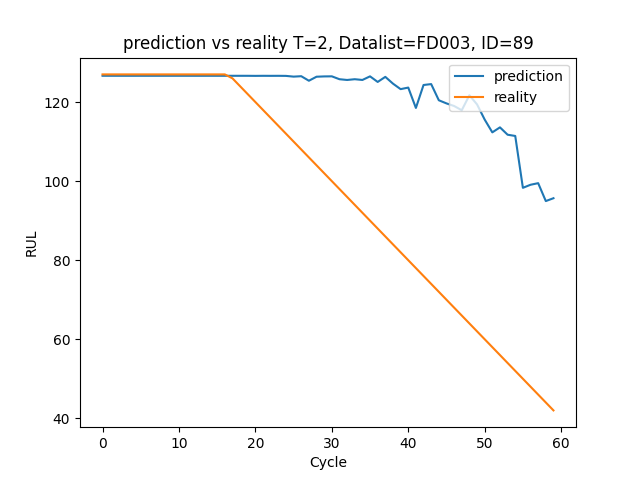 prediction vs reality T=2, Datalist=FD003, ID=89
prediction
reality
RUL
120
100
80
60
40
0 10 20 30 40 50 60
Cycle